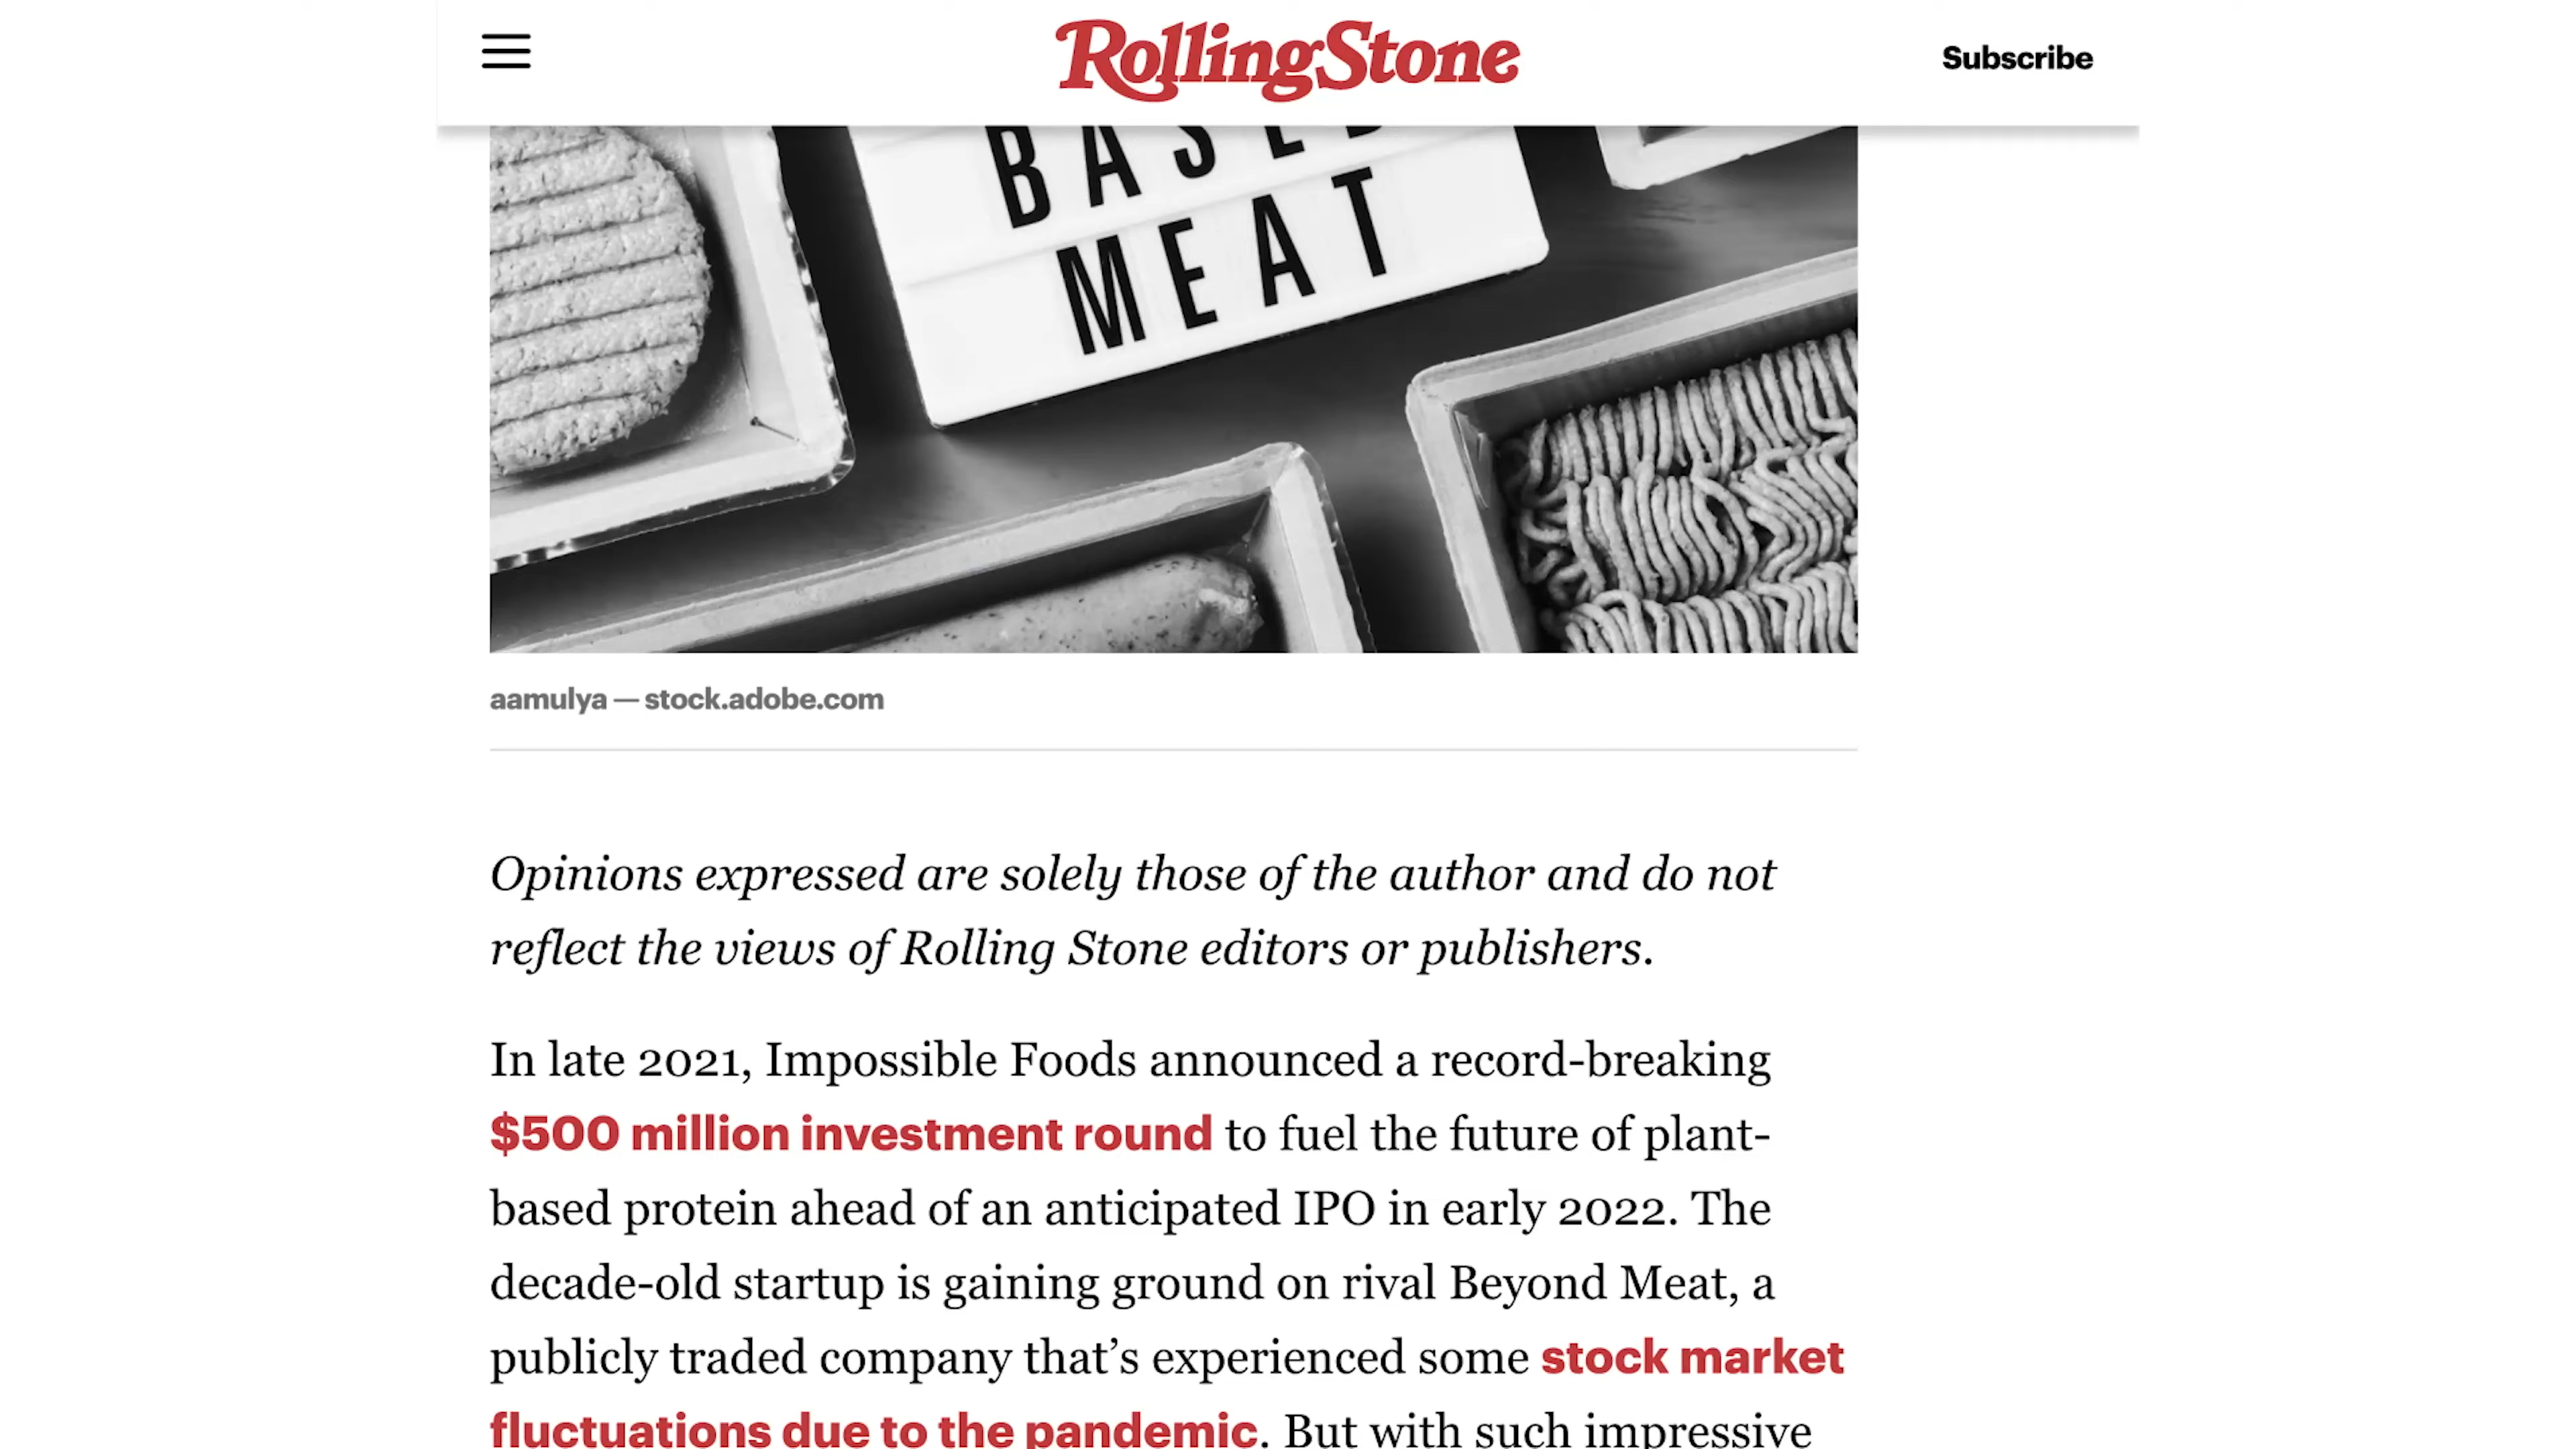 RollingStone
Subscribe
BASED
MEAT
aamulya — stock.adobe.com
Opinions expressed are solely those of the author and do not
reflect the views of Rolling Stone editors or publishers.
In late 2021, Impossible Foods announced a record-breaking
$500 million investment round to fuel the future of plant-
based protein ahead of an anticipated IPO in early 2022. The
decade-old startup is gaining ground on rival Beyond Meat, a
publicly traded company that’s experienced some stock market
fluctuations due to the pandemic. But with such impressive